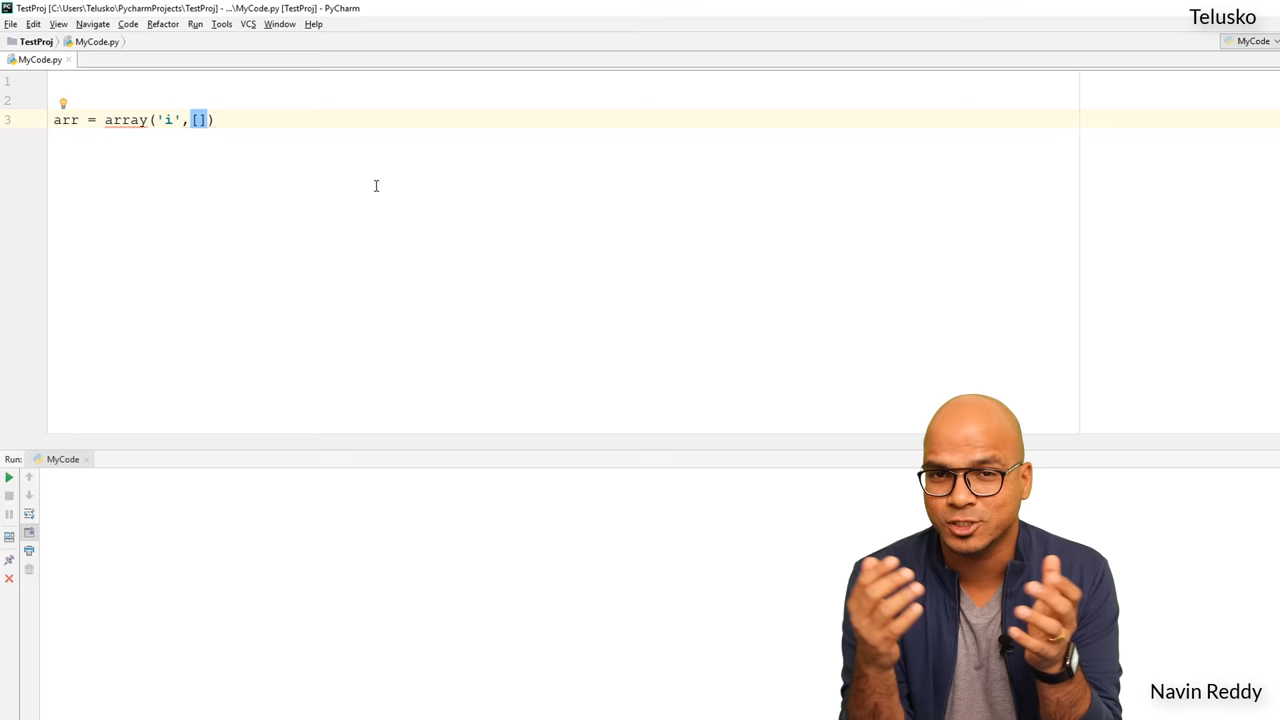 TestProj [C:\Users\Telusko\PycharmProjects\TestProj] - ...\MyCode.py [TestProj] - PyCharm
Telusko
File Edit View Navigate Code Refactor Run Tools VCS Window Help
TestProj MyCode.py
MyCode
MyCode.py
1
2
3 arr = array('i',[])
Run: MyCode
Navin Reddy